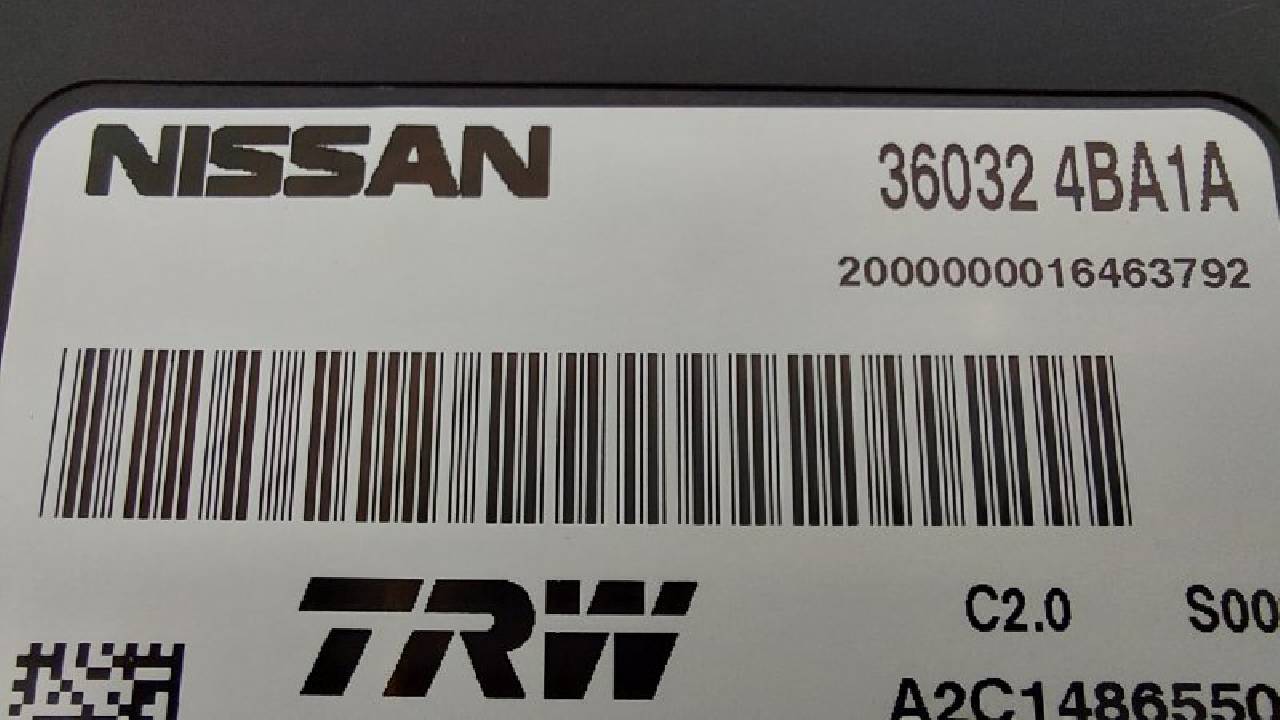 NISSAN
36032 4BA1A
2000000016463792
TRW
C2.0 S00
A2C1486550